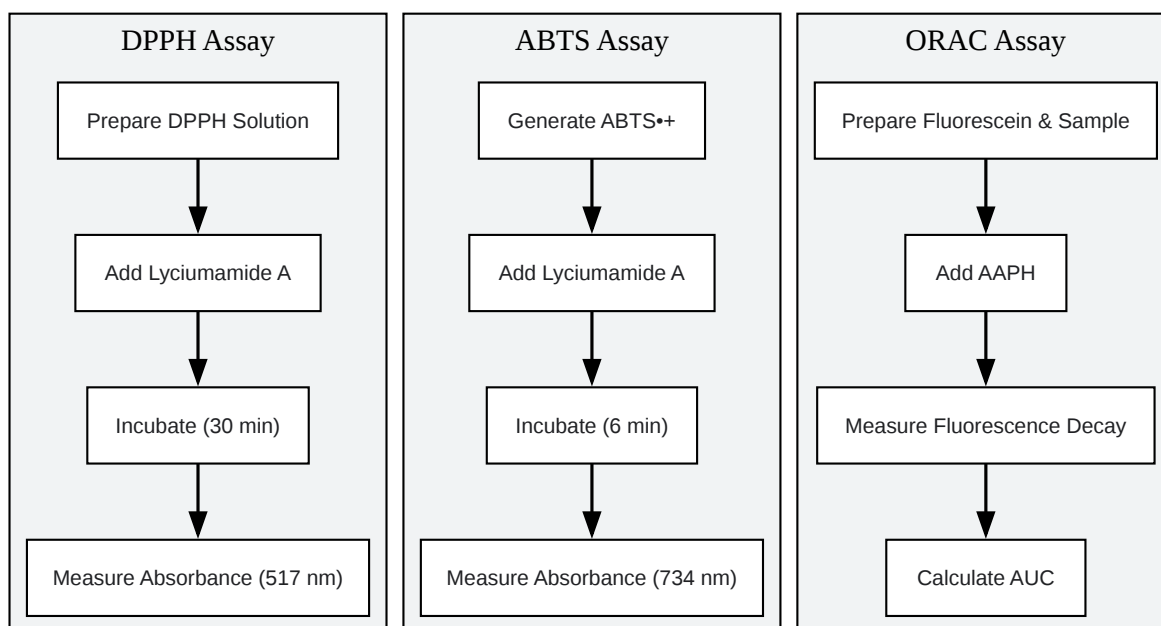 DPPH Assay
Prepare DPPH Solution
Add Lyciumamide A
Incubate (30 min)
Measure Absorbance (517 nm)
ABTS Assay
Generate ABTS•+
Add Lyciumamide A
Incubate (6 min)
Measure Absorbance (734 nm)
ORAC Assay
Prepare Fluorescein & Sample
Add AAPH
Measure Fluorescence Decay
Calculate AUC